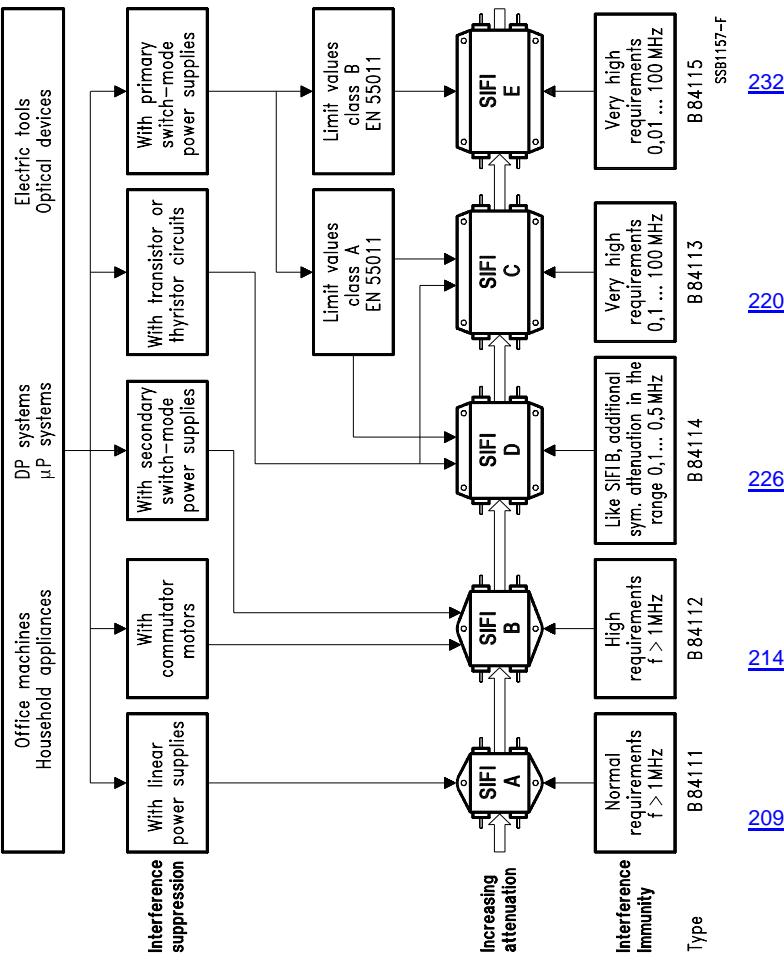 Office machines
Household appliances
DP systems
µP systems
Electric tools
Optical devices
Interference
suppression
With linear
power supplies
With
commutator
motors
With secondary
switch-mode
power supplies
With transistor or
thyristor circuits
With primary
switch-mode
power supplies
Limit values
class A
EN 55011
Limit values
class B
EN 55011
Increasing
attenuation
SIFI
A
SIFI
B
SIFI
D
SIFI
C
SIFI
E
Interference
Immunity
Normal
requirements
f > 1 MHz
High
requirements
f > 1 MHz
Like SIFI B, additional
sym. attenuation in the
range 0,1... 0,5 MHz
Very high
requirements
0,1 ... 100 MHz
Very high
requirements
0,01 ... 100 MHz
Type
B84111
B84112
B84114
B84113
B84115
SSB1157-F
209
214
226
220
232